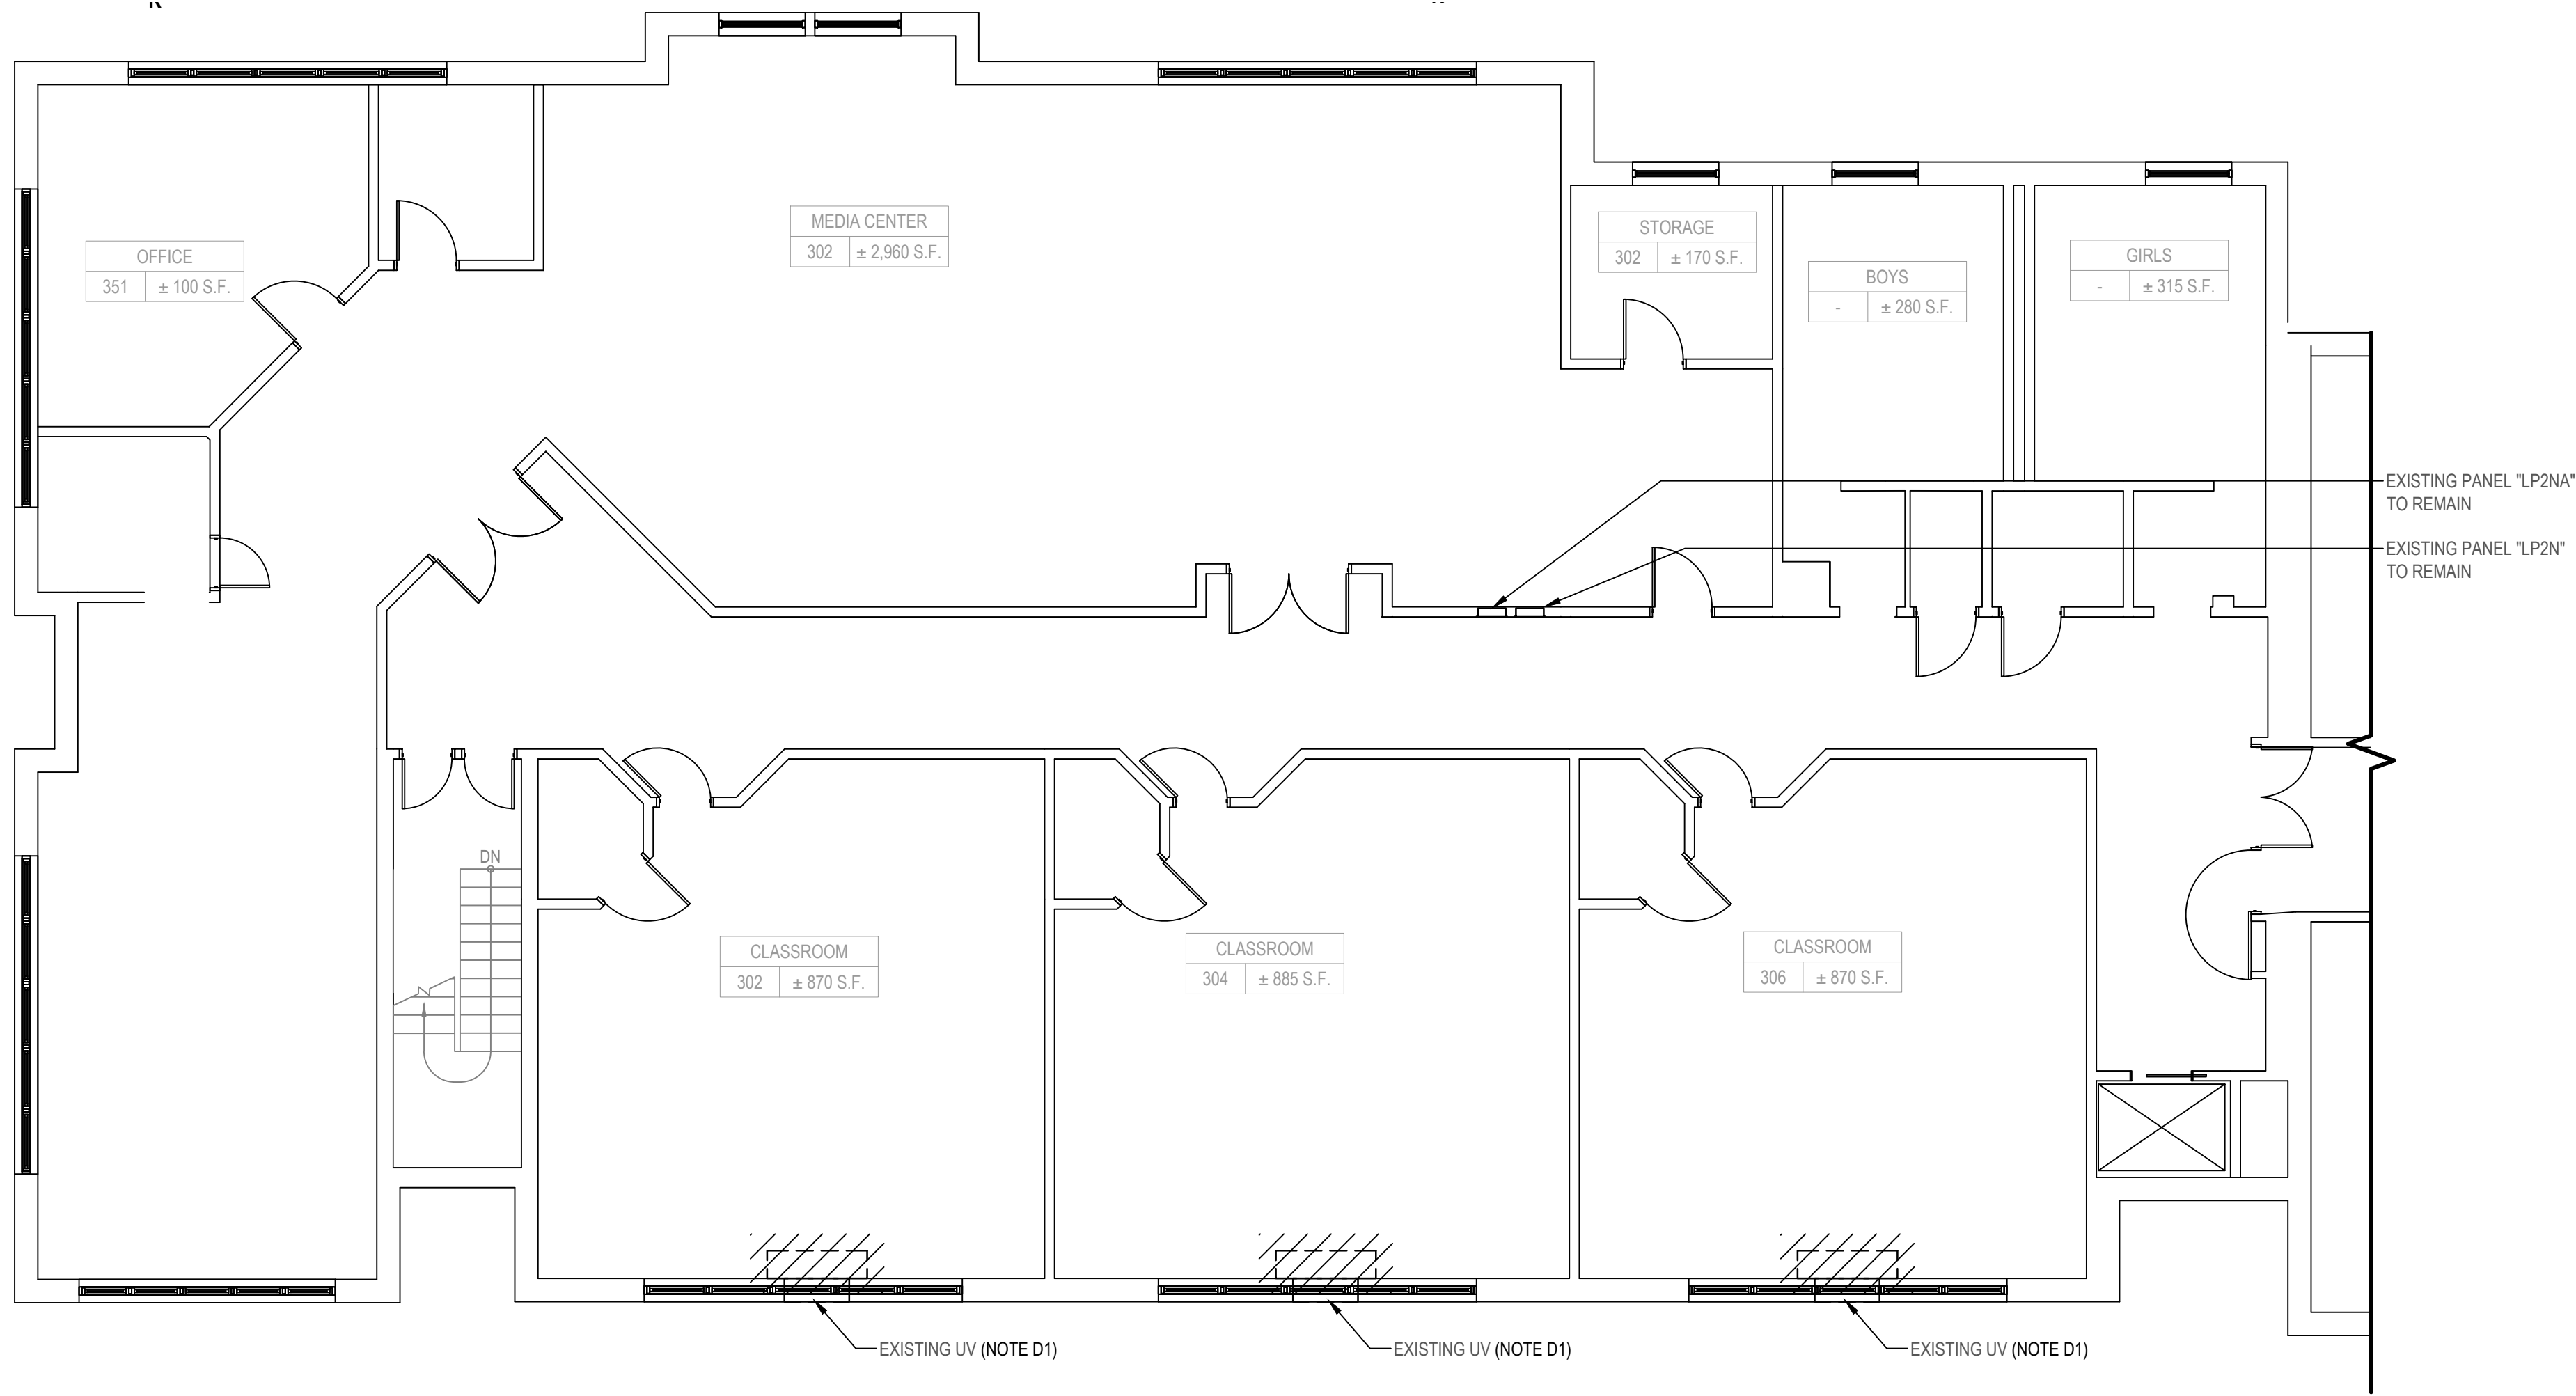 MEDIA CENTER
302 ± 2,960 S.F.
STORAGE
302 ± 170 S.F.
OFFICE
351 ± 100 S.F.
BOYS
- ± 280 S.F.
GIRLS
- ± 315 S.F.
EXISTING PANEL "LP2NA"
TO REMAIN
EXISTING PANEL "LP2N"
TO REMAIN
DN
CLASSROOM
302 ± 870 S.F.
CLASSROOM
304 ± 885 S.F.
CLASSROOM
306 ± 870 S.F.
EXISTING UV (NOTE D1)
EXISTING UV (NOTE D1)
EXISTING UV (NOTE D1)